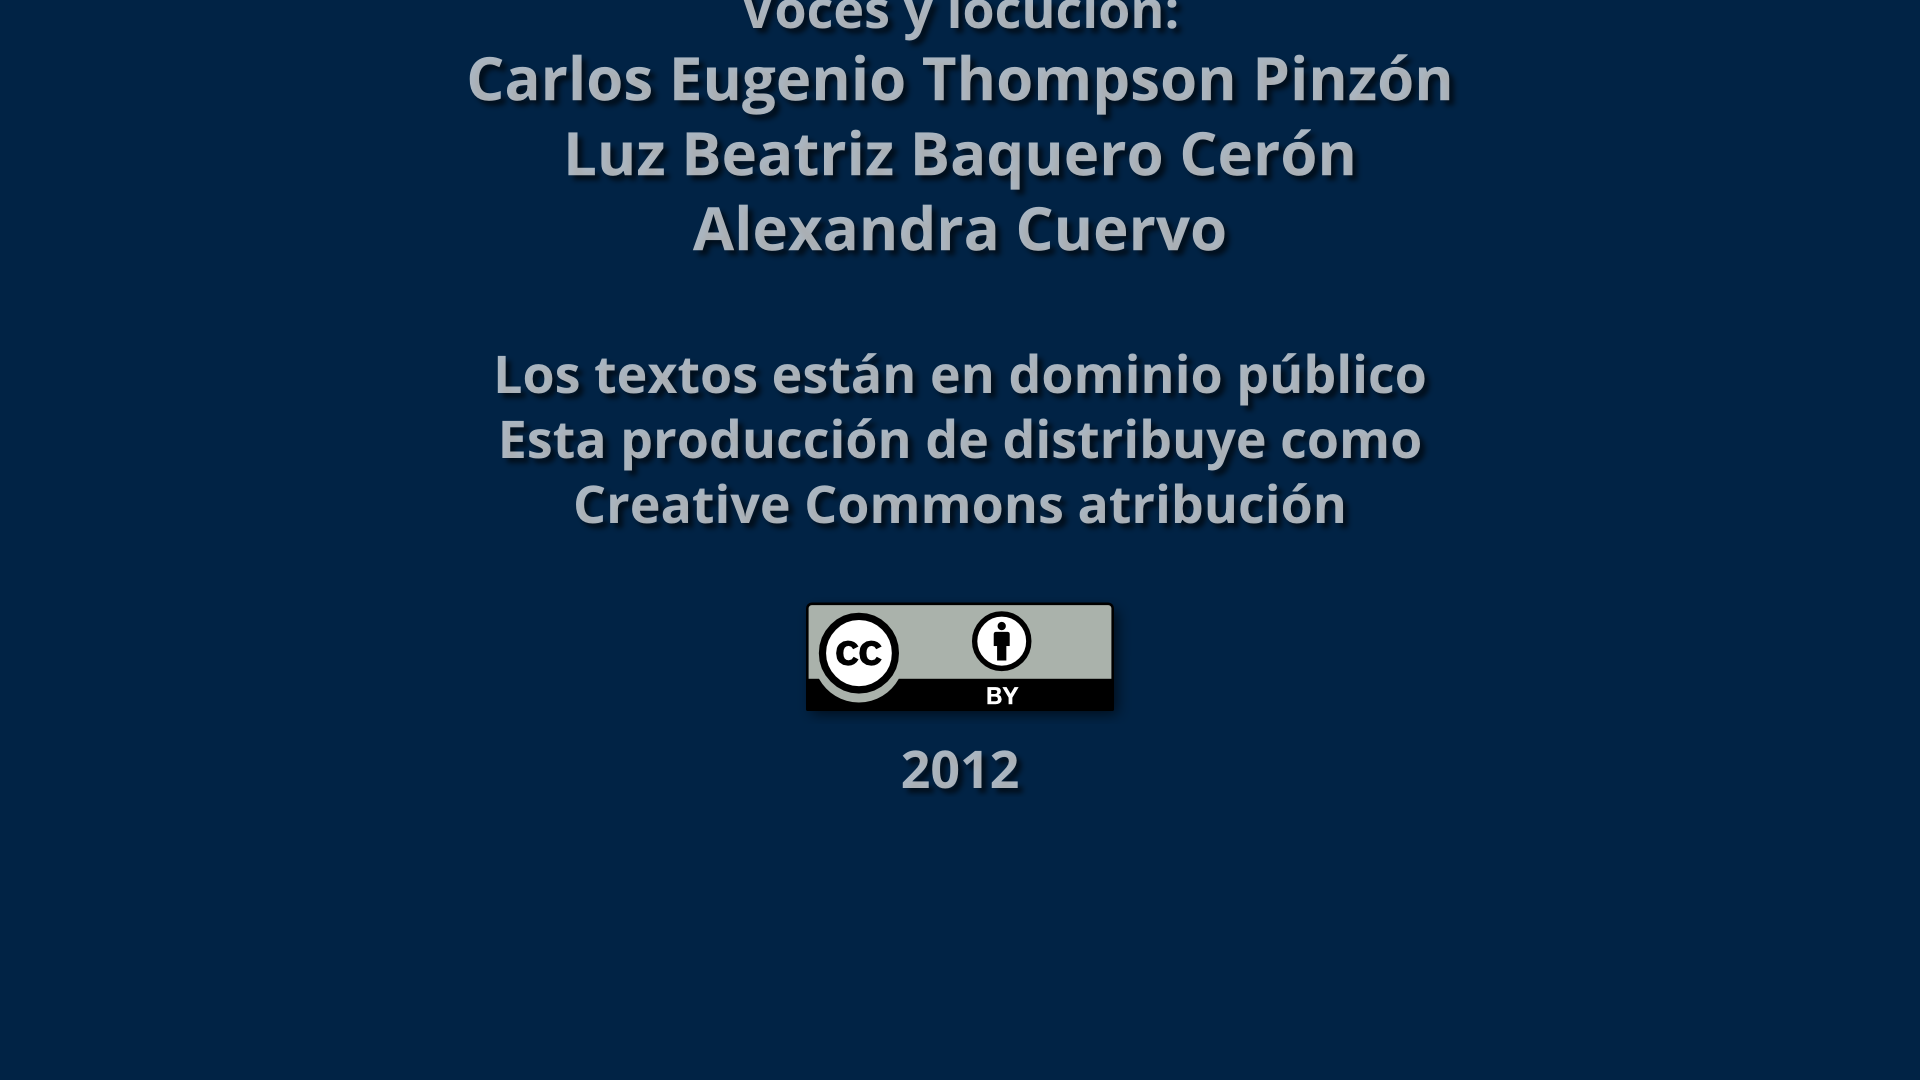 Voces y locución:
Carlos Eugenio Thompson Pinzón
Luz Beatriz Baquero Cerón
Alexandra Cuervo
Los textos están en dominio público
Esta producción de distribuye como
Creative Commons atribución
cc
BY
2012